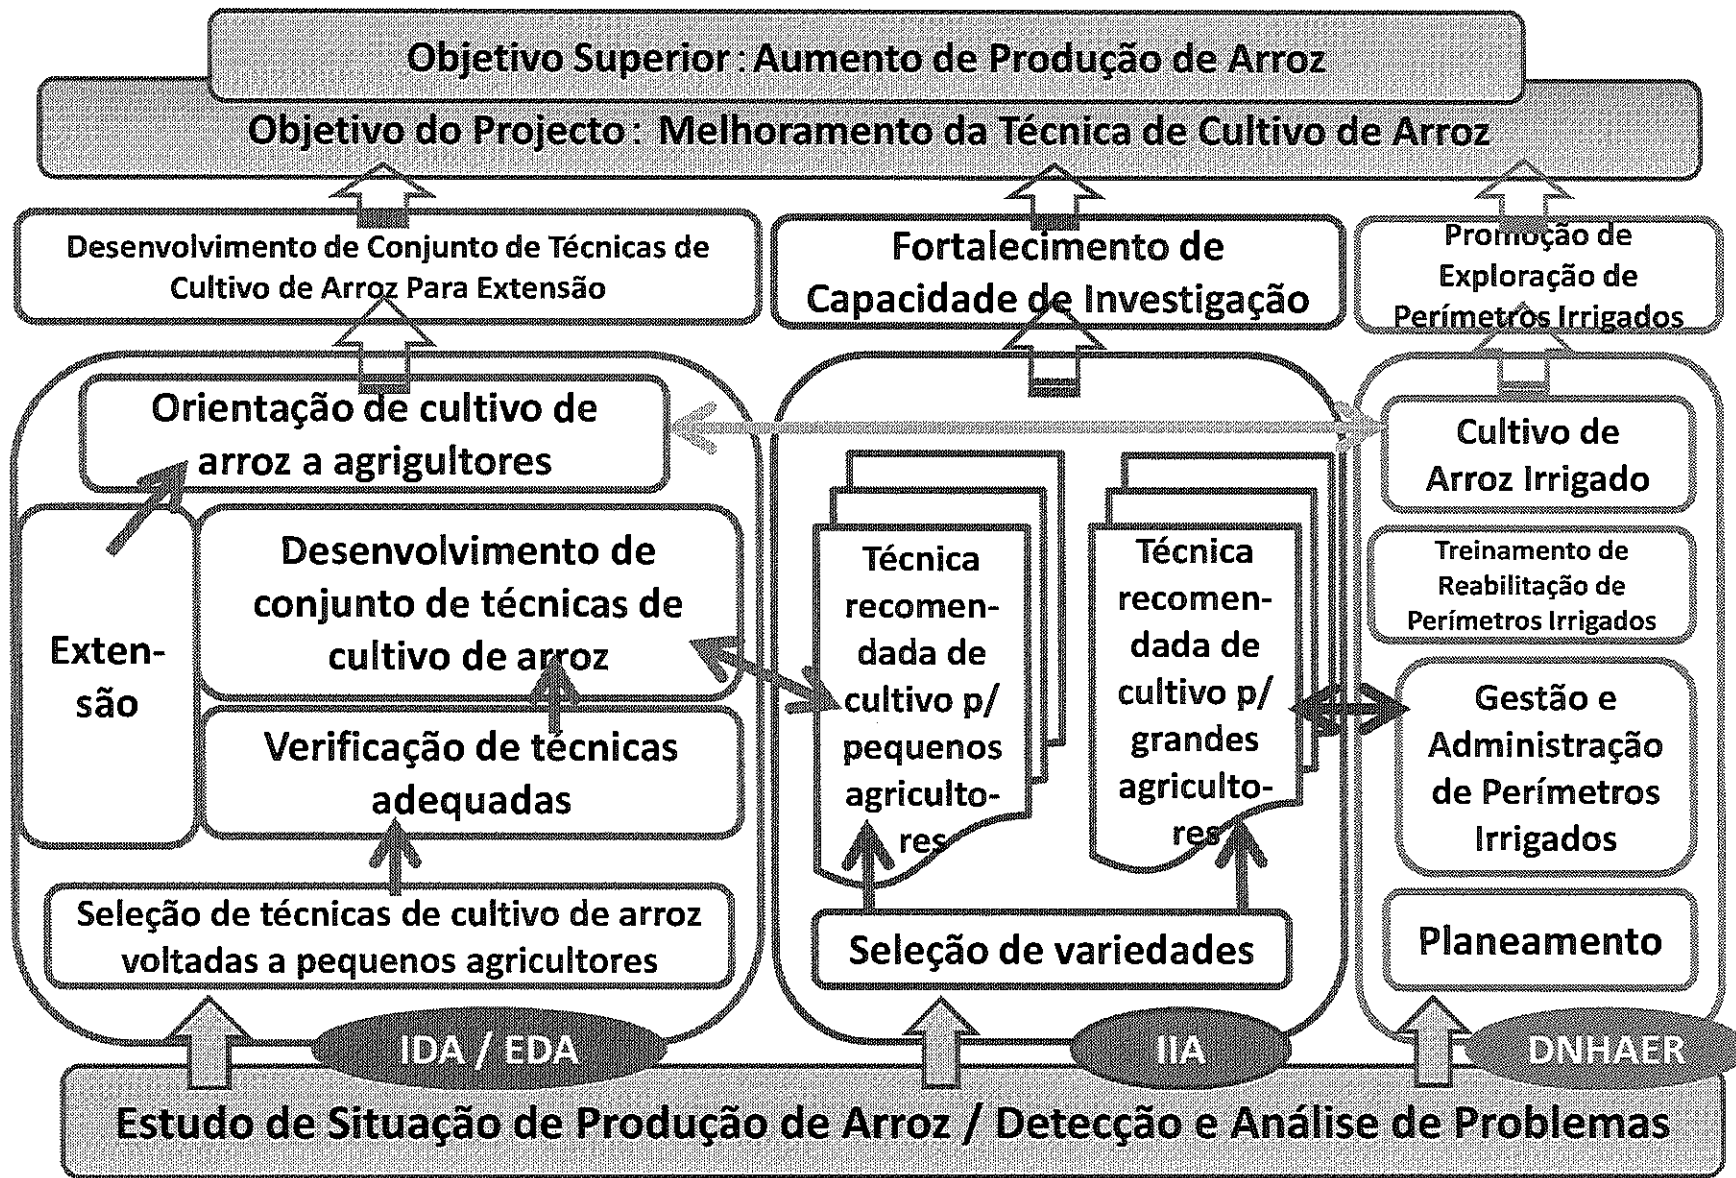 Objetivo Superior : Aumento de Produção de Arroz
Objetivo do Projecto : Melhoramento da Técnica de Cultivo de Arroz
Desenvolvimento de Conjunto de Técnicas de
Cultivo de Arroz Para Extensão
Fortalecimento de
Capacidade de Investigação
Promoção de
Exploração de
Perímetros Irrigados
Orientação de cultivo de
arroz a agrigultores
Exten-
são
Desenvolvimento de
conjunto de técnicas de
cultivo de arroz
Verificação de técnicas
adequadas
Seleção de técnicas de cultivo de arroz
voltadas a pequenos agricultores
IDA / EDA
Técnica
recomen-
dada de
cultivo p/
pequenos
agriculto-
res
Técnica
recomen-
dada de
cultivo p/
grandes
agriculto-
res
Seleção de variedades
IIA
Cultivo de
Arroz Irrigado
Treinamento de
Reabilitação de
Perímetros Irrigados
Gestão e
Administração
de Perímetros
Irrigados
Planeamento
DNHAER
Estudo de Situação de Produção de Arroz / Detecção e Análise de Problemas